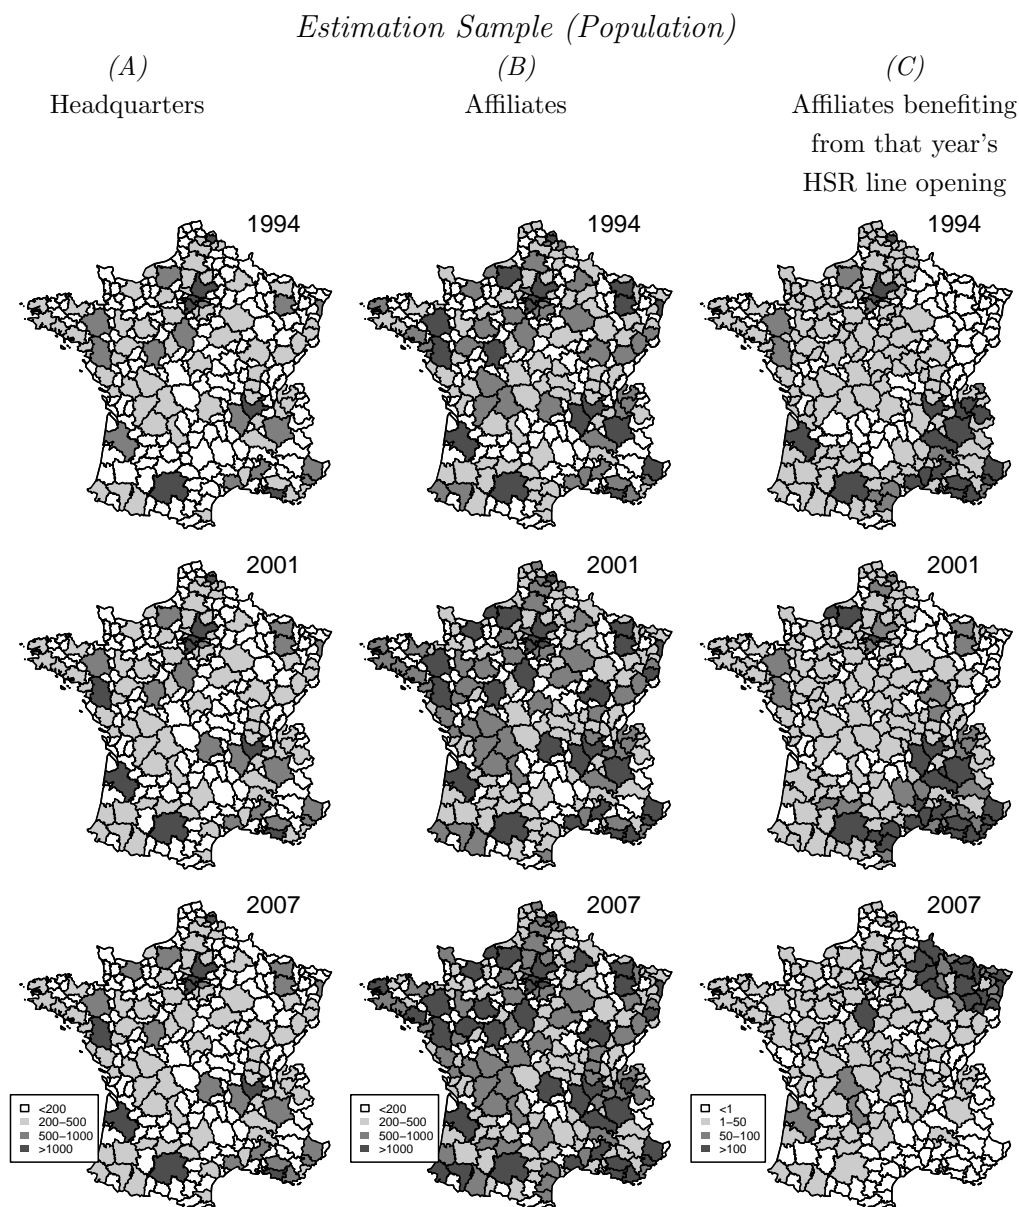 Estimation Sample (Population)
(A)
Headquarters
(B)
Affiliates
(C)
Affiliates benefiting
from that year's
HSR line opening
1994
1994
1994
2001
2001
2001
2007
2007
2007
<200
200−500
500−1000
>1000
<200
200−500
500−1000
>1000
<1
1−50
50−100
>100